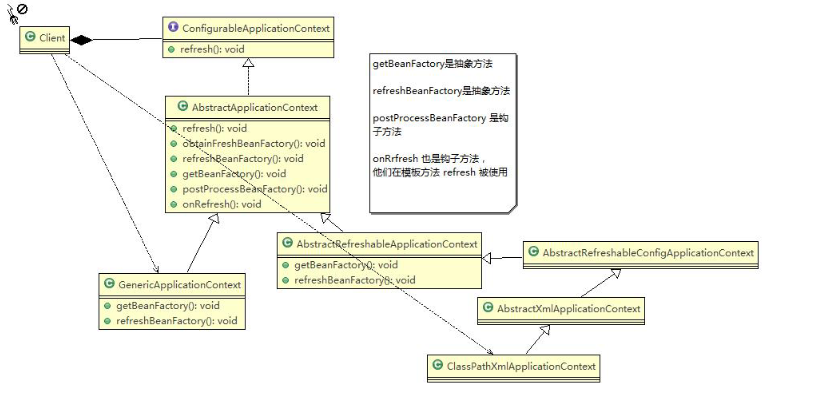 Client
ConfigurableApplicationContext
refresh(): void
AbstractApplicationContext
refresh(): void
obtainFreshBeanFactory(): void
refreshBeanFactory(): void
getBeanFactory(): void
postProcessBeanFactory(): void
onRefresh(): void
getBeanFactory是抽象方法
refreshBeanFactory是抽象方法
postProcessBeanFactory 是钩
子方法
onRrfresh 也是钩子方法，
他们在模板方法 refresh 被使用
AbstractRefreshableApplicationContext
getBeanFactory(): void
refreshBeanFactory(): void
AbstractRefreshableConfigApplicationContext
GenericApplicationContext
getBeanFactory(): void
refreshBeanFactory(): void
AbstractXmlApplicationContext
ClassPathXmlApplicationContext